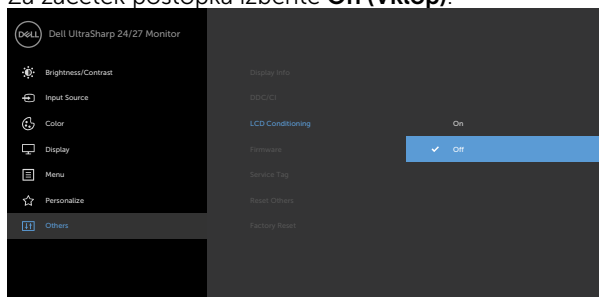 Za začetek postopka izberite On (Vklop).
DELL Dell UltraSharp 24/27 Monitor
Brightness/Contrast Display Info
Input Source DDC/CI
Color LCD Conditioning On
Display Firmware Off
Menu Service Tag
Personalize Reset Others
Others Factory Reset